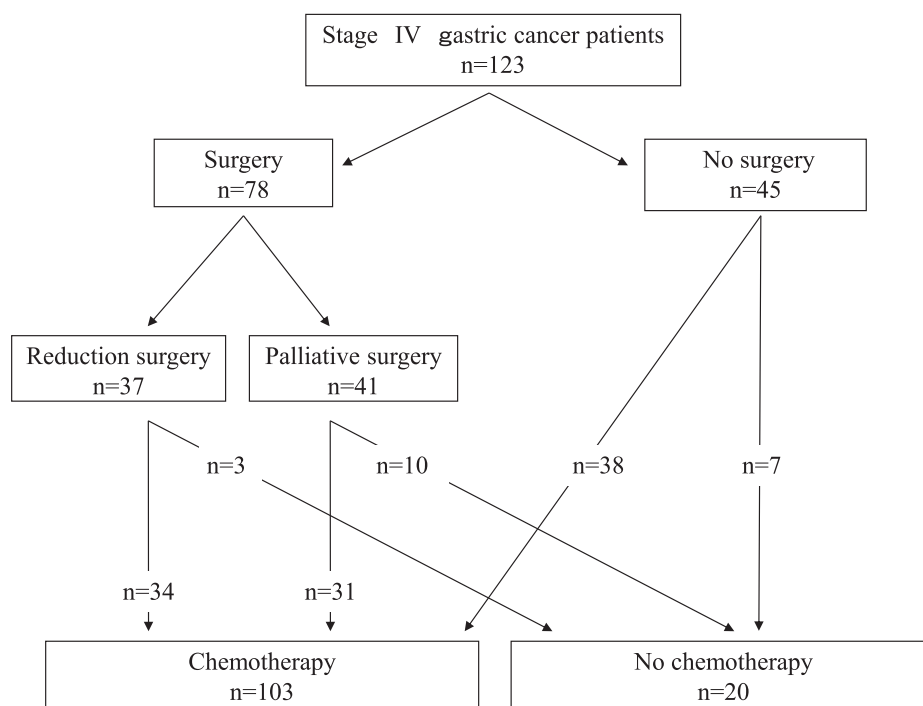 Stage IV gastric cancer patients
n=123
Surgery
n=78
No surgery
n=45
Reduction surgery
n=37
Palliative surgery
n=41
n=3
n=10
n=38
n=7
n=34
n=31
Chemotherapy
n=103
No chemotherapy
n=20